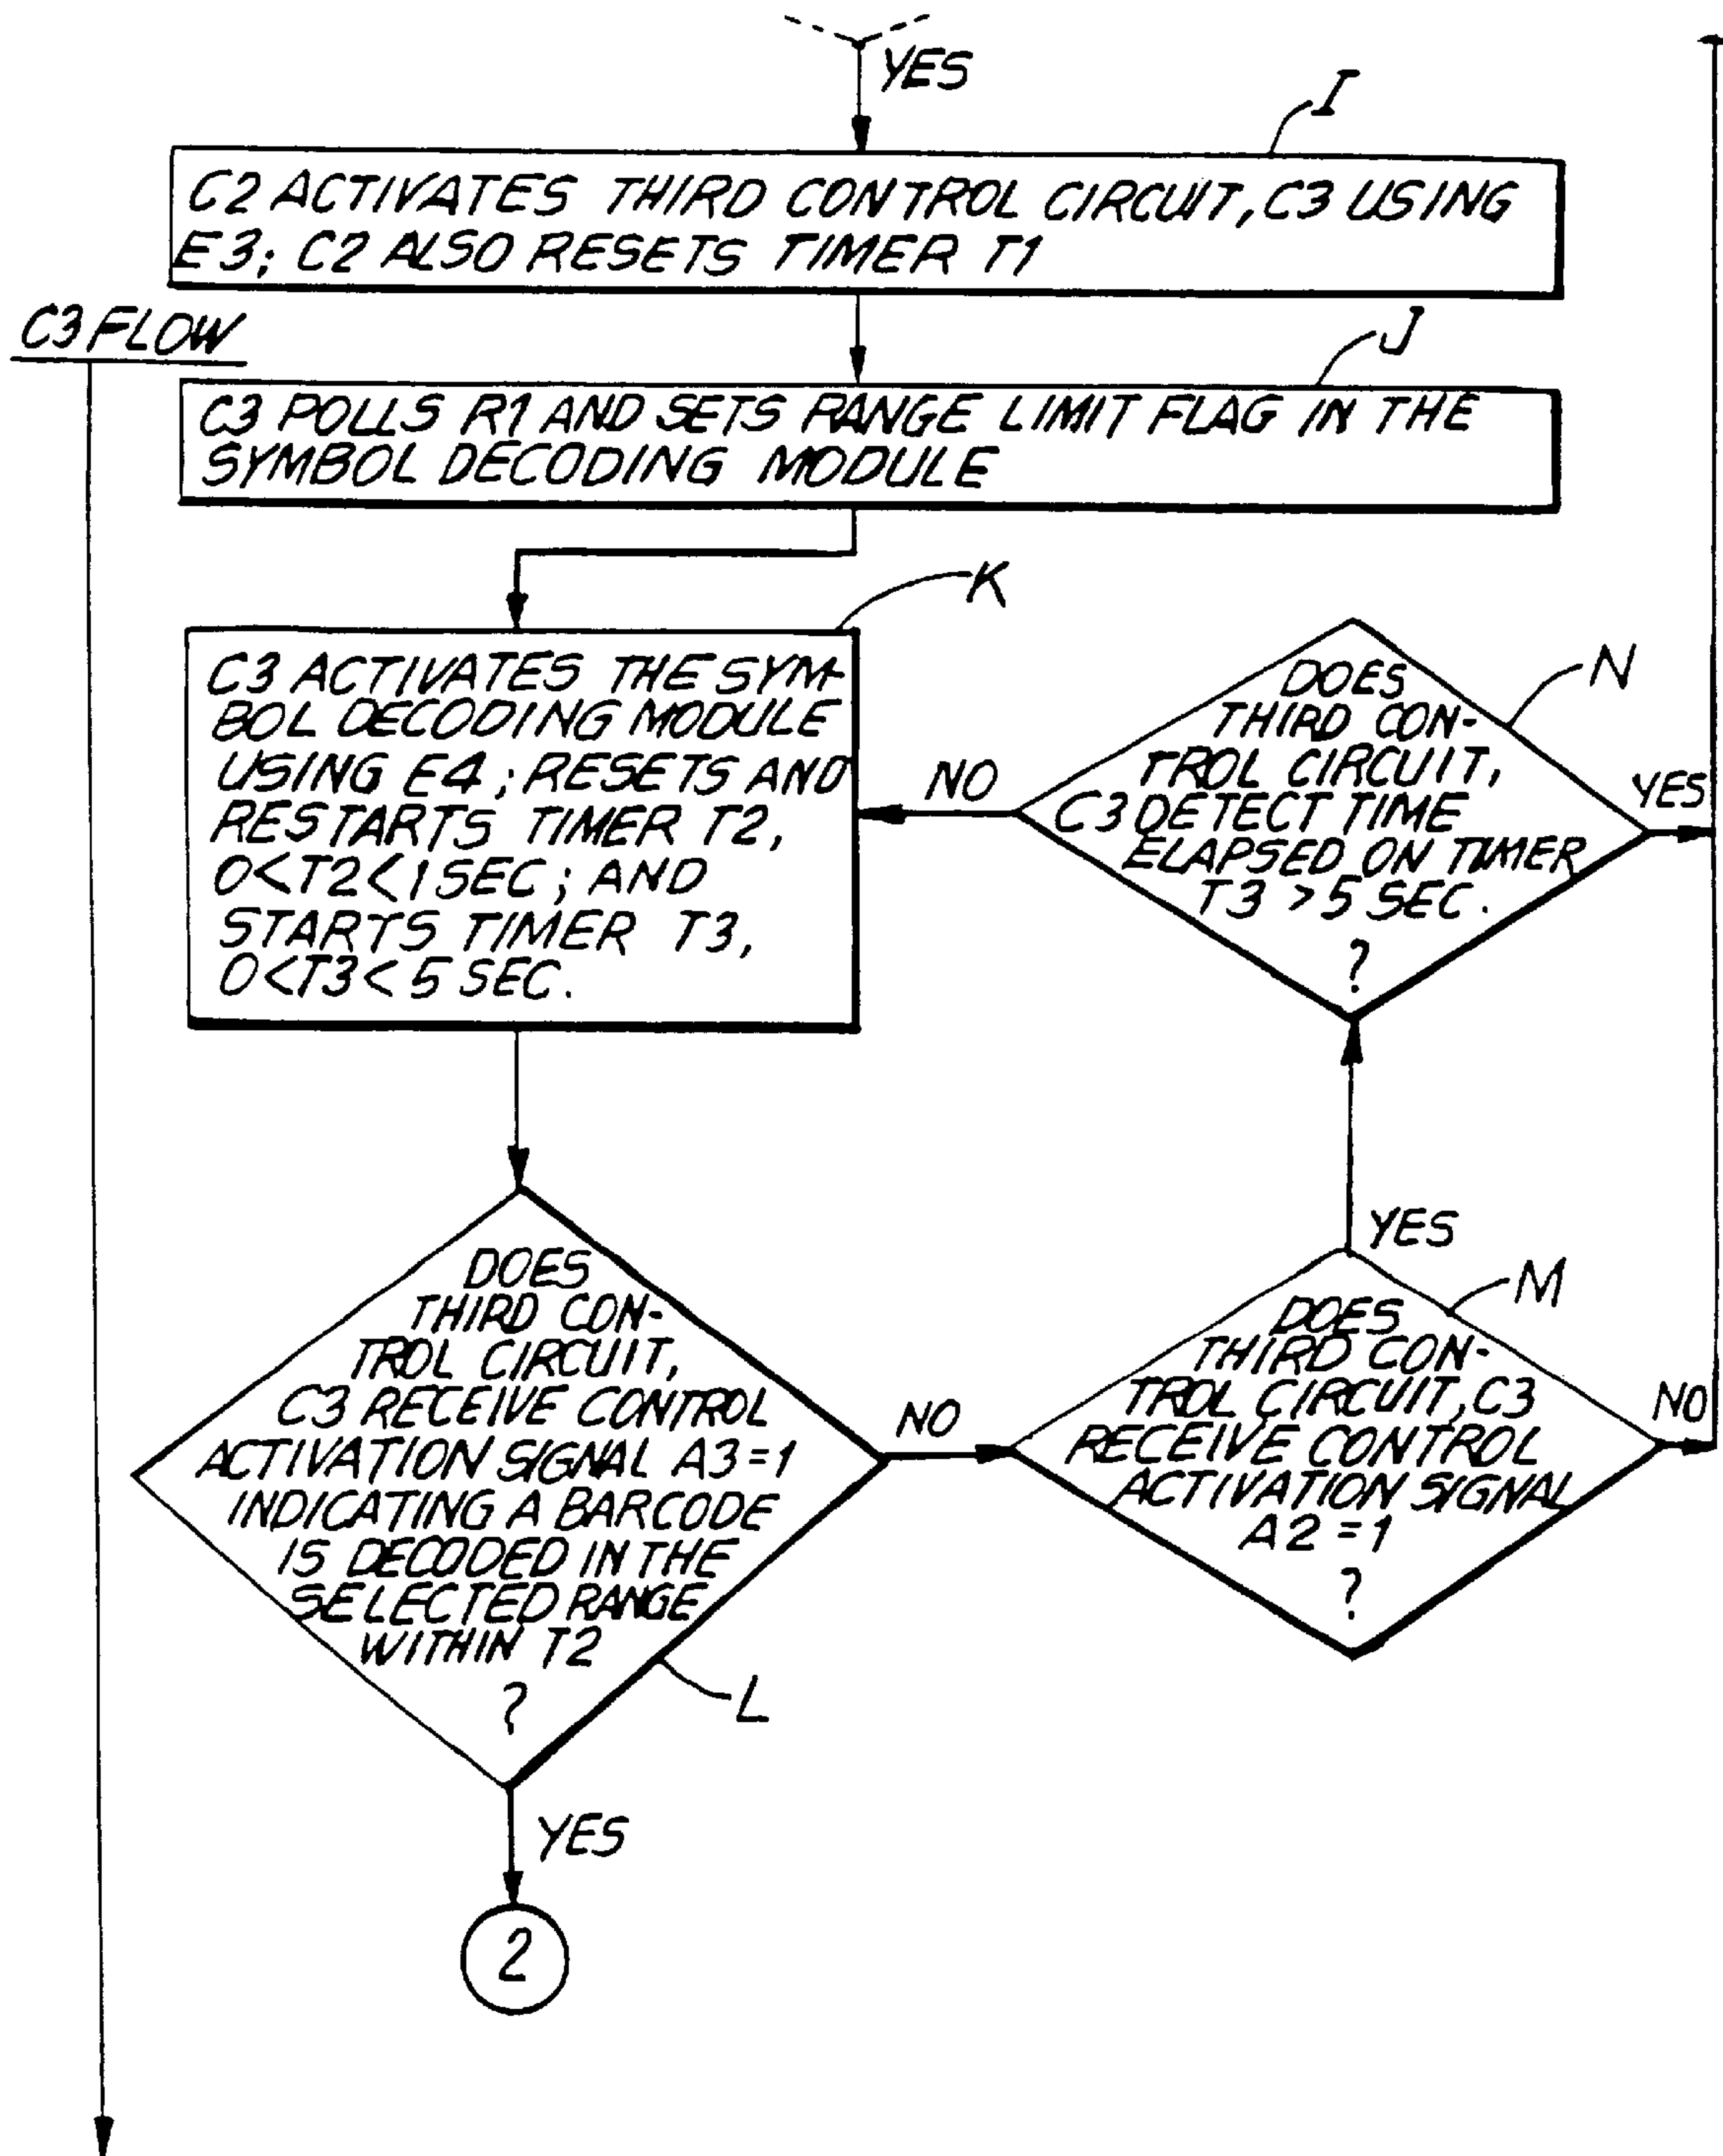 YES
I
C2 ACTIVATES THIRD CONTROL CIRCUIT, C3 USING
E3; C2 ALSO RESETS TIMER T1
C3 FLOW
J
C3 POLLS R1 AND SETS RANGE LIMIT FLAG IN THE
SYMBOL DECODING MODULE
K
C3 ACTIVATES THE SYM-
BOL DECODING MODULE
USING E4; RESETS AND
RESTARTS TIMER T2,
0<T2<1 SEC; AND
STARTS TIMER T3,
0<T3<5 SEC.
N
DOES
THIRD CON-
TROL CIRCUIT,
C3 DETECT TIME
ELAPSED ON TIMER
T3 >5 SEC.
?
NO
YES
DOES
THIRD CON-
TROL CIRCUIT,
C3 RECEIVE CONTROL
ACTIVATION SIGNAL A3=1
INDICATING A BARCODE
IS DECODED IN THE
SELECTED RANGE
WITHIN T2
?
L
NO
YES
M
DOES
THIRD CON-
TROL CIRCUIT, C3
RECEIVE CONTROL
ACTIVATION SIGNAL
A2=1
?
NO
YES
2